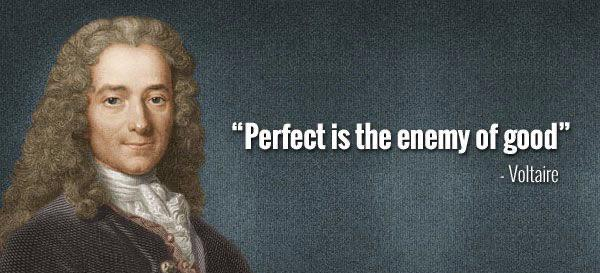 “Perfect is the enemy of good”
- Voltaire